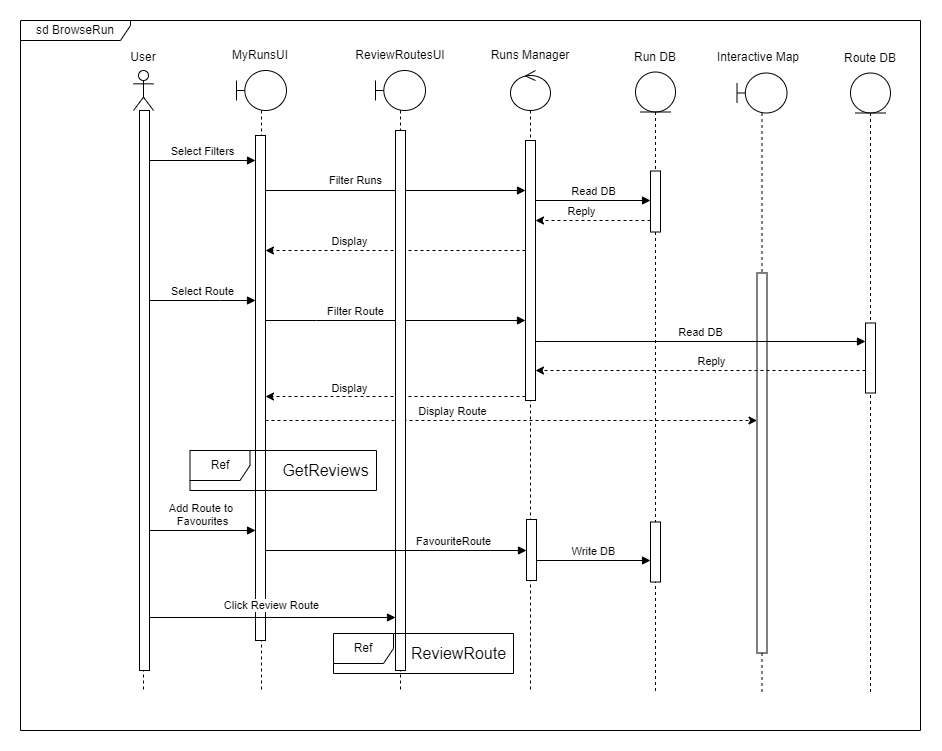 sd BrowseRun
User
MyRunsUI
ReviewRoutesUI
Runs Manager
Run DB
Interactive Map
Route DB
Select Filters
Filter Runs
Read DB
Reply
Display
Select Route
Filter Route
Read DB
Reply
Display
Display Route
Ref
GetReviews
Add Route to
Favourites
FavouriteRoute
Write DB
Click Review Route
Ref
ReviewRoute